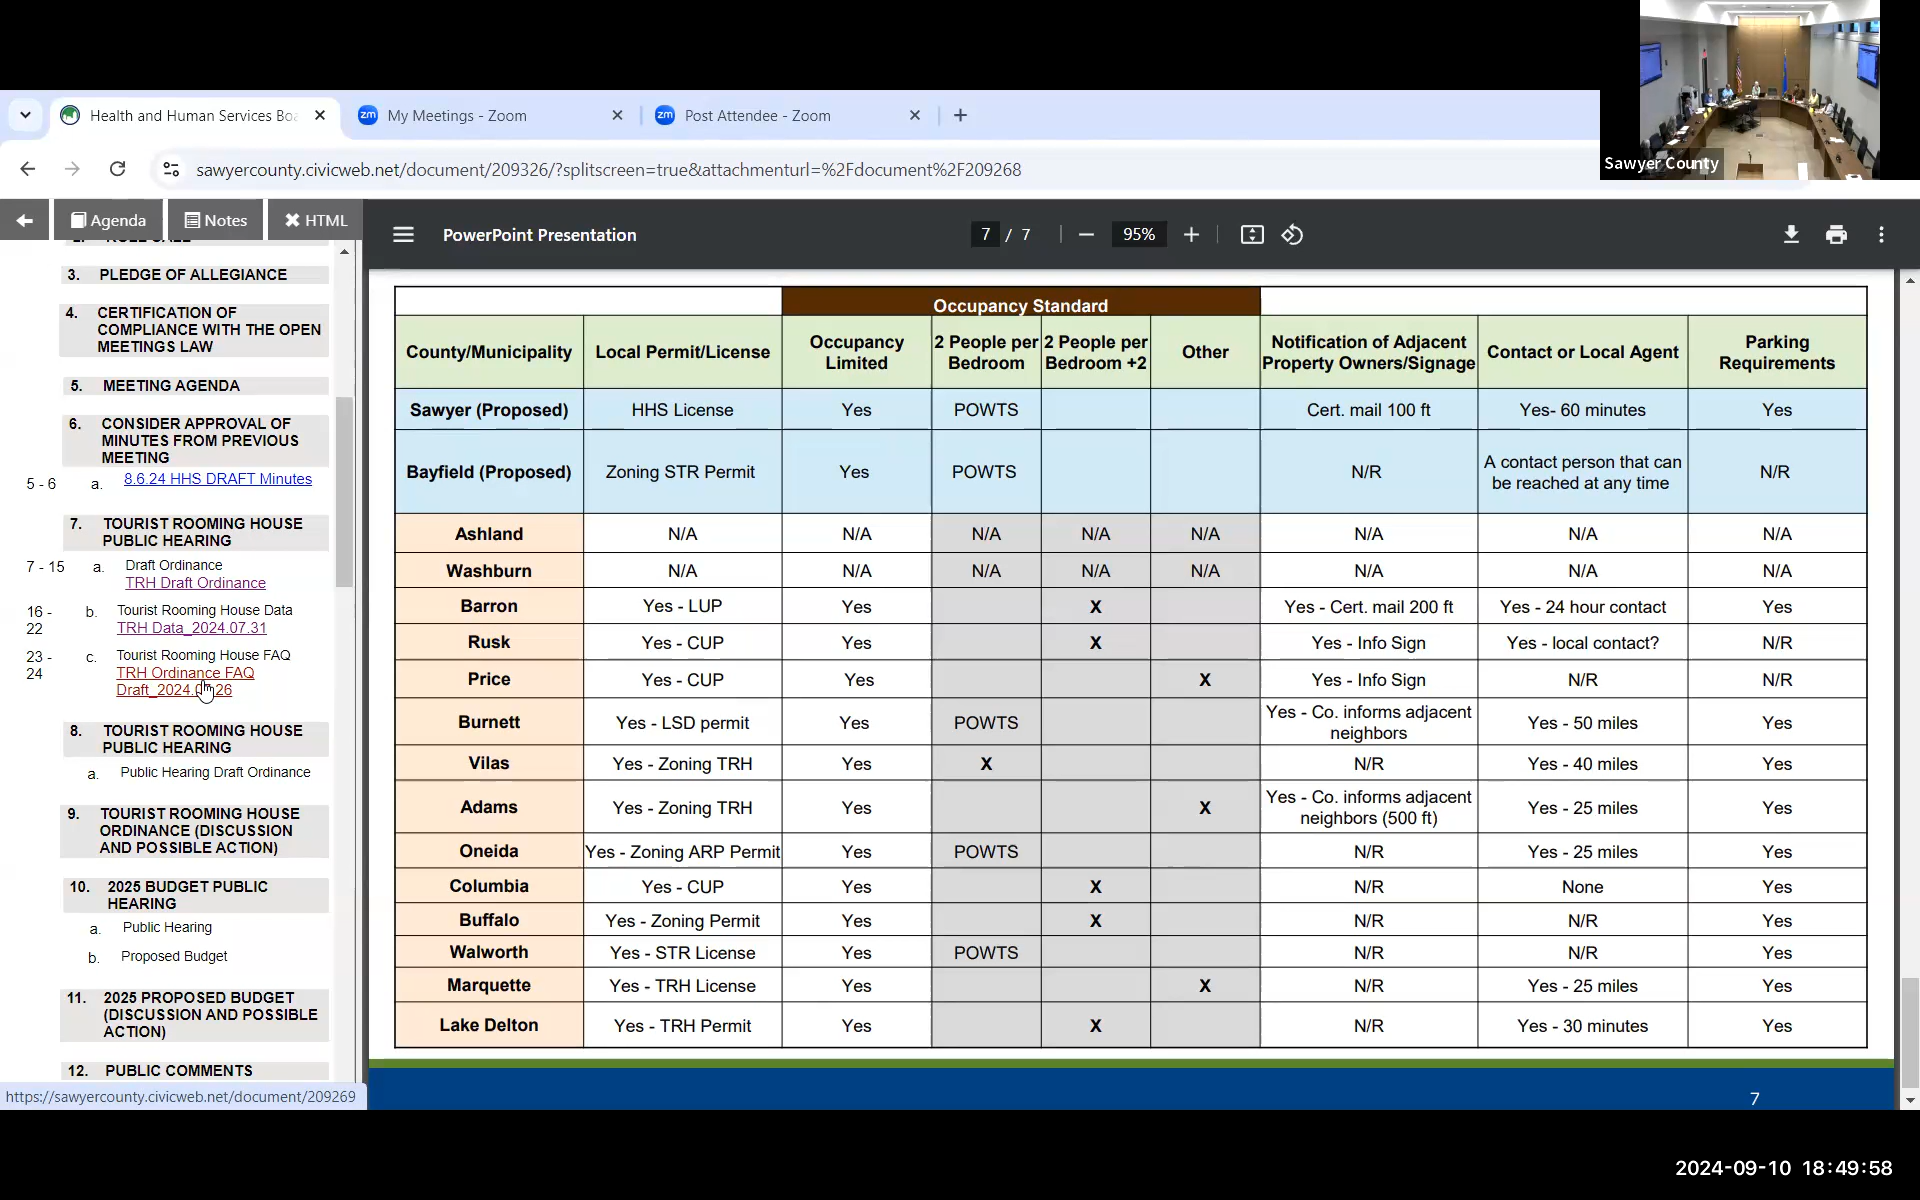 Sawyer County
Health and Human Services Boa
My Meetings - Zoom
Post Attendee - Zoom
sawyercounty.civicweb.net/document/209326/?splitscreen=true&attachmenturl=%2Fdocument%2F209268
Agenda
Notes
HTML
PowerPoint Presentation
7 / 7
95%
3. PLEDGE OF ALLEGIANCE
4. CERTIFICATION OF
COMPLIANCE WITH THE OPEN
MEETINGS LAW
5. MEETING AGENDA
6. CONSIDER APPROVAL OF
MINUTES FROM PREVIOUS
MEETING
5 - 6 a. 8.6.24 HHS DRAFT Minutes
7. TOURIST ROOMING HOUSE
PUBLIC HEARING
7 - 15 a. Draft Ordinance
TRH Draft Ordinance
16 - b. Tourist Rooming House Data
22 TRH Data_2024.07.31
23 - c. Tourist Rooming House FAQ
24 TRH Ordinance FAQ
8. TOURIST ROOMING HOUSE
PUBLIC HEARING
a. Public Hearing Draft Ordinance
9. TOURIST ROOMING HOUSE
ORDINANCE (DISCUSSION
AND POSSIBLE ACTION)
10. 2025 BUDGET PUBLIC
HEARING
a. Public Hearing
b. Proposed Budget
11. 2025 PROPOSED BUDGET
(DISCUSSION AND POSSIBLE
ACTION)
12. PUBLIC COMMENTS
https://sawyercounty.civicweb.net/document/209269
Occupancy Standard
County/Municipality Local Permit/License Occupancy Limited 2 People per Bedroom 2 People per Bedroom +2 Other Notification of Adjacent Property Owners/Signage Contact or Local Agent Parking Requirements
Sawyer (Proposed) HHS License Yes POWTS Cert. mail 100 ft Yes- 60 minutes Yes
Bayfield (Proposed) Zoning STR Permit Yes POWTS N/R A contact person that can be reached at any time N/R
Ashland N/A N/A N/A N/A N/A N/A N/A N/A
Washburn N/A N/A N/A N/A N/A N/A N/A N/A
Barron Yes - LUP Yes X Yes - Cert. mail 200 ft Yes - 24 hour contact Yes
Rusk Yes - CUP Yes X Yes - Info Sign Yes - local contact? N/R
Price Yes - CUP Yes X Yes - Info Sign N/R N/R
Burnett Yes - LSD permit Yes POWTS Yes - Co. informs adjacent neighbors Yes - 50 miles Yes
Vilas Yes - Zoning TRH Yes X N/R Yes - 40 miles Yes
Adams Yes - Zoning TRH Yes X Yes - Co. informs adjacent neighbors (500 ft) Yes - 25 miles Yes
Oneida Yes - Zoning ARP Permit Yes POWTS N/R Yes - 25 miles Yes
Columbia Yes - CUP Yes X N/R None Yes
Buffalo Yes - Zoning Permit Yes X N/R N/R Yes
Walworth Yes - STR License Yes POWTS N/R N/R Yes
Marquette Yes - TRH License Yes X N/R Yes - 25 miles Yes
Lake Delton Yes - TRH Permit Yes X N/R Yes - 30 minutes Yes
7
2024-09-10 18:49:58